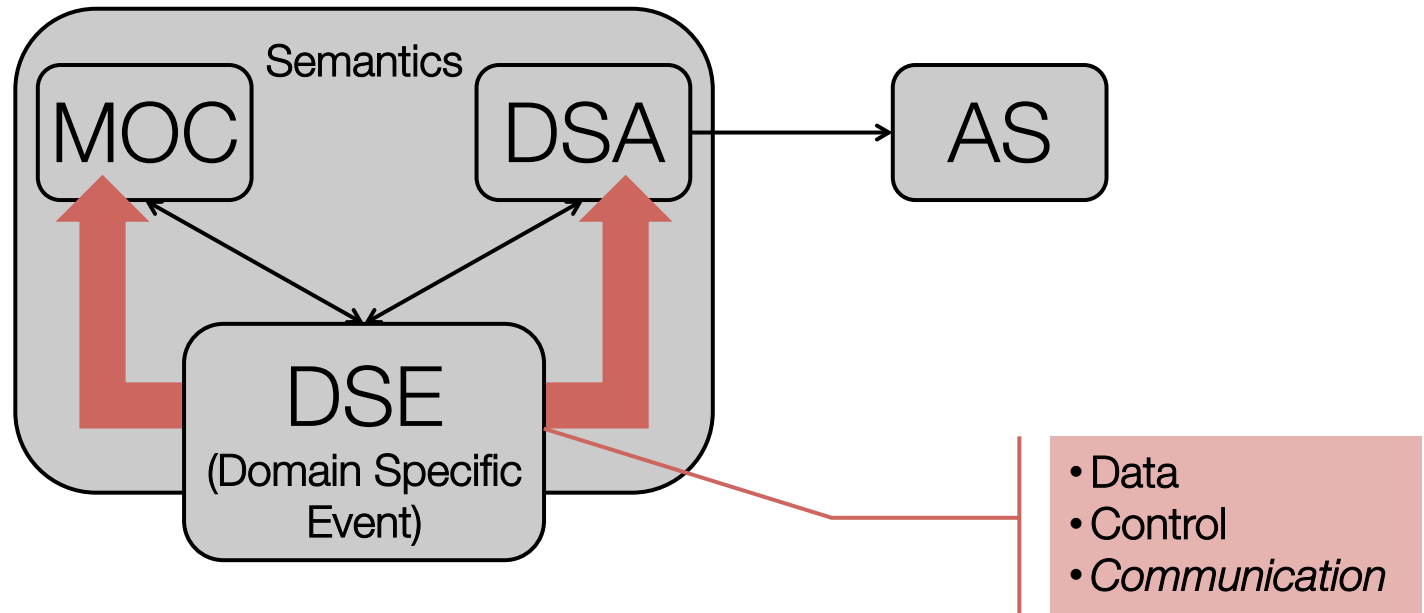 Semantics
MOC
DSA
AS
DSE
(Domain Specific
Event)
• Data
• Control
• Communication